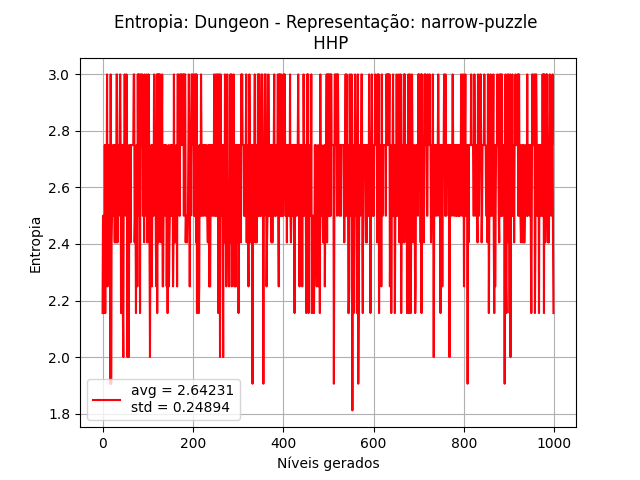 Entropia: Dungeon - Representação: narrow-puzzle
HHP
3.0
2.8
2.6
2.4
2.2
2.0
1.8
Entropia
avg = 2.64231
std = 0.24894
0 200 400 600 800 1000
Níveis gerados